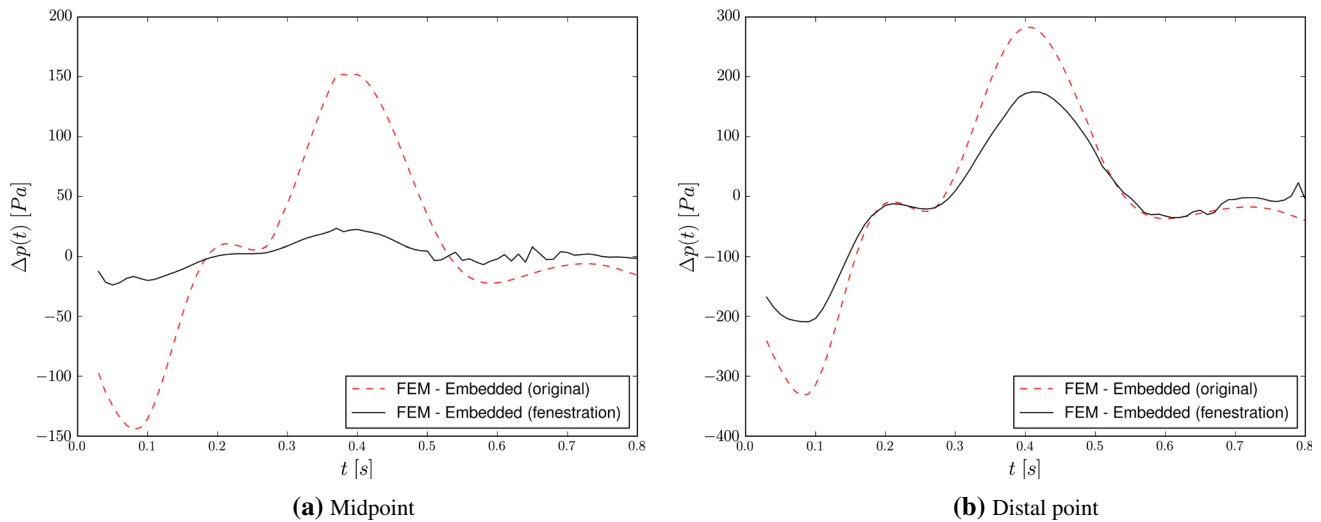 200
150
100
50
0
−50
−100
−150
0.0 0.1 0.2 0.3 0.4 0.5 0.6 0.7 0.8
Δp(t) [Pa]
t [s]
FEM - Embedded (original)
FEM - Embedded (fenestration)
(a) Midpoint
300
200
100
0
−100
−200
−300
−400
0.0 0.1 0.2 0.3 0.4 0.5 0.6 0.7 0.8
Δp(t) [Pa]
t [s]
FEM - Embedded (original)
FEM - Embedded (fenestration)
(b) Distal point